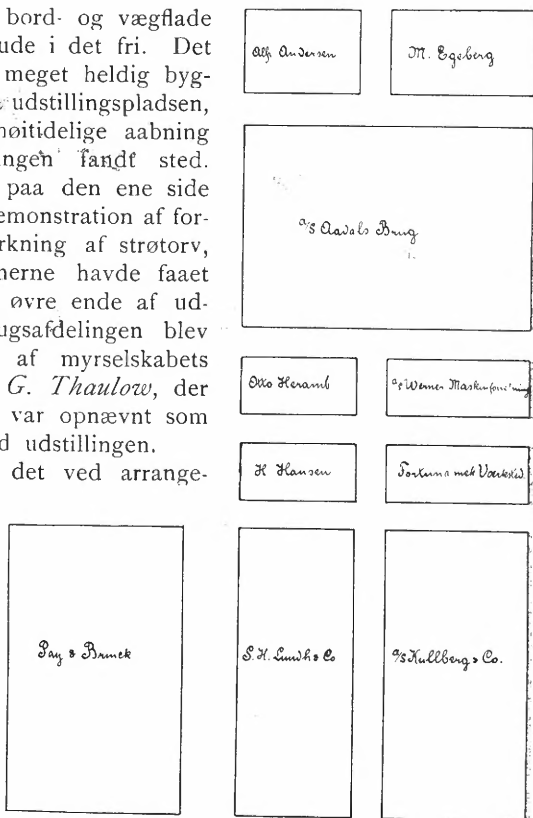 bord- og vægflade
ude i det fri. Det
meget heldig byg-
udstillingspladsen,
høitidelige aabning
ngen fandt sted.
paa den ene side
emonstration af for-
rkning af strøtorv,
nerne havde faaet
øvre ende af ud-
ugsafdelingen blev
af myrselskabets
G. Thaulow, der
var opnævnt som
d udstillingen.
det ved arrange-
Alf. Andersen
M. Egeberg
a/s Aadals Brug
Otto Heramb
a/s Werner Maskinforretning
H Hansen
Fortuna mek Værksted.
Pay & Brinck
S. H. Lundh & Co
a/s Kullberg & Co.